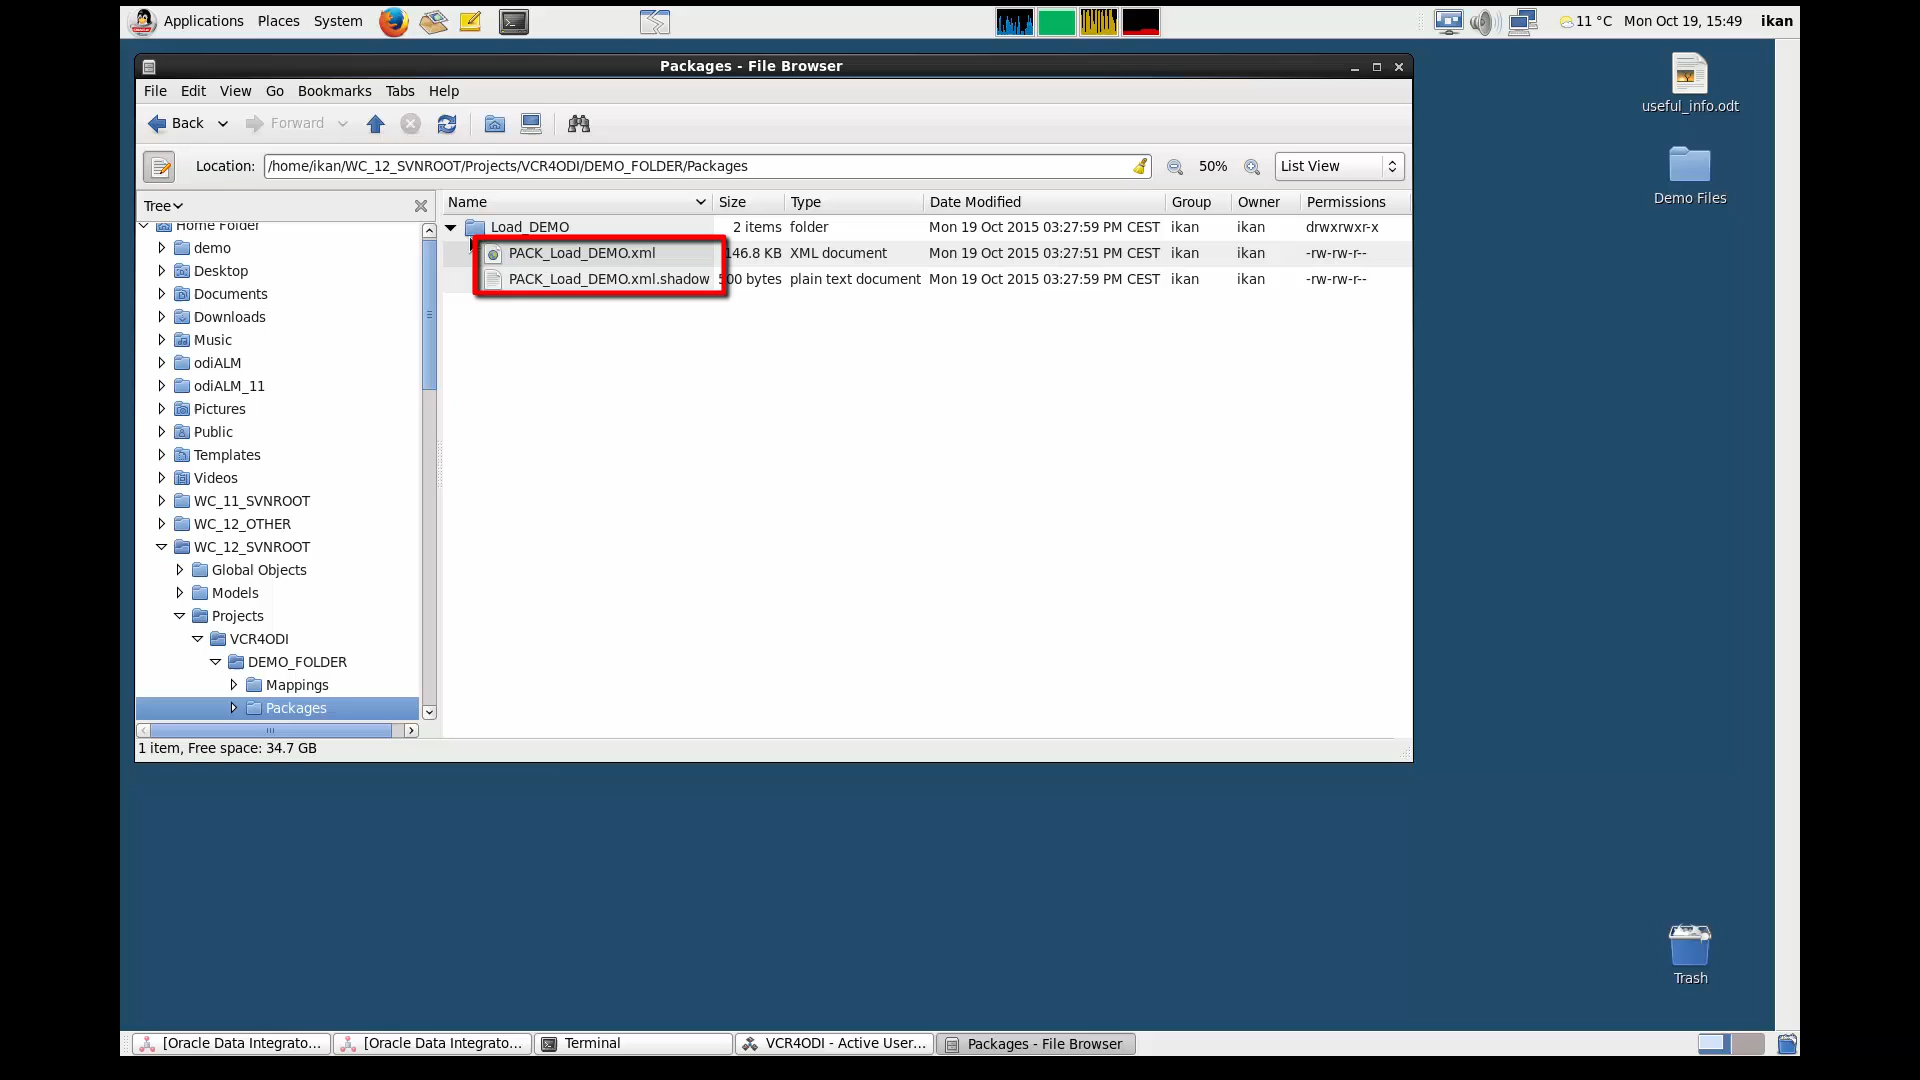 Applications Places System 11 °C Mon Oct 19, 15:49 ikan
Packages - File Browser
File Edit View Go Bookmarks Tabs Help
Back Forward
Location: /home/ikan/WC_12_SVNROOT/Projects/VCR4ODI/DEMO_FOLDER/Packages 50% List View
Tree
Name Size Type Date Modified Group Owner Permissions
Load_DEMO 2 items folder Mon 19 Oct 2015 03:27:59 PM CEST ikan ikan drwxrwxr-x
PACK_Load_DEMO.xml 146.8 KB XML document Mon 19 Oct 2015 03:27:51 PM CEST ikan ikan -rw-rw-r--
PACK_Load_DEMO.xml.shadow bytes plain text document Mon 19 Oct 2015 03:27:59 PM CEST ikan ikan -rw-rw-r--
Home Folder
demo
Desktop
Documents
Downloads
Music
odiALM
odiALM_11
Pictures
Public
Templates
Videos
WC_11_SVNROOT
WC_12_OTHER
WC_12_SVNROOT
Global Objects
Models
Projects
VCR4ODI
DEMO_FOLDER
Mappings
Packages
1 item, Free space: 34.7 GB
useful_info.odt
Demo Files
Trash
[Oracle Data Integrato... [Oracle Data Integrato... Terminal VCR4ODI - Active User... Packages - File Browser